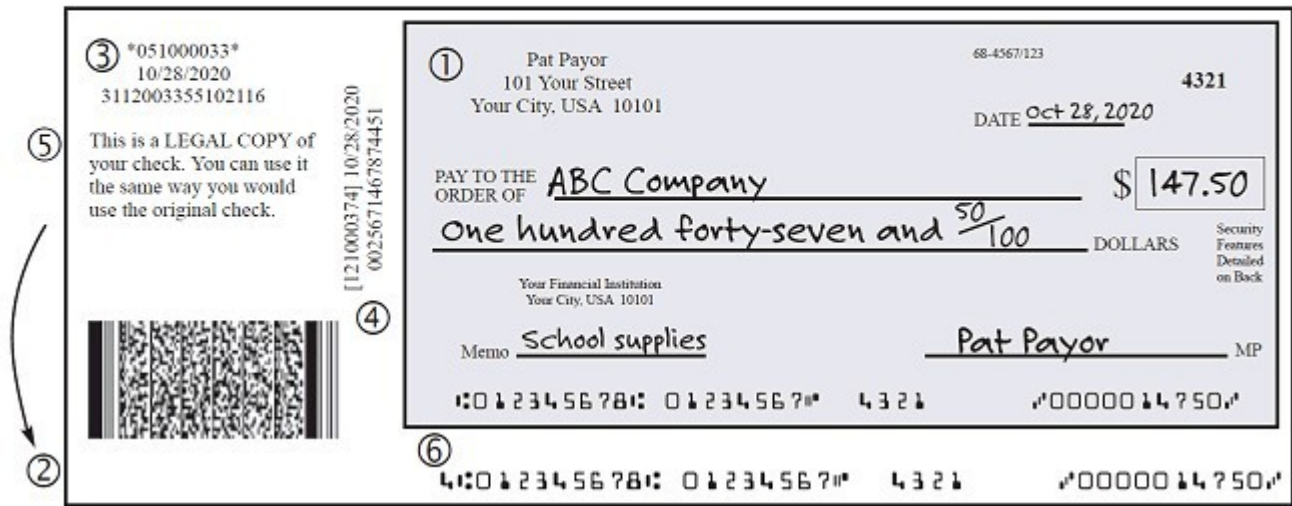 ③ *051000033*
10/28/2020
3112003355102116
⑤ This is a LEGAL COPY of
your check. You can use it
the same way you would
use the original check.
[121000374] 10/28/2020
0025671467874451
④
②
① Pat Payor
101 Your Street
Your City, USA 10101
68-4567/123
4321
DATE Oct 28, 2020
PAY TO THE
ORDER OF ABC Company $ 147.50
One hundred forty-seven and 50/100 DOLLARS
Security
Features
Detailed
on Back
Your Financial Institution
Your City, USA 10101
Memo School supplies Pat Payor MP
⑆012345678⑆ 01234567⑈ 4321 ⑇0000014750⑇
⑥
4⑆012345678⑆ 01234567⑈ 4321 ⑇0000014750⑇